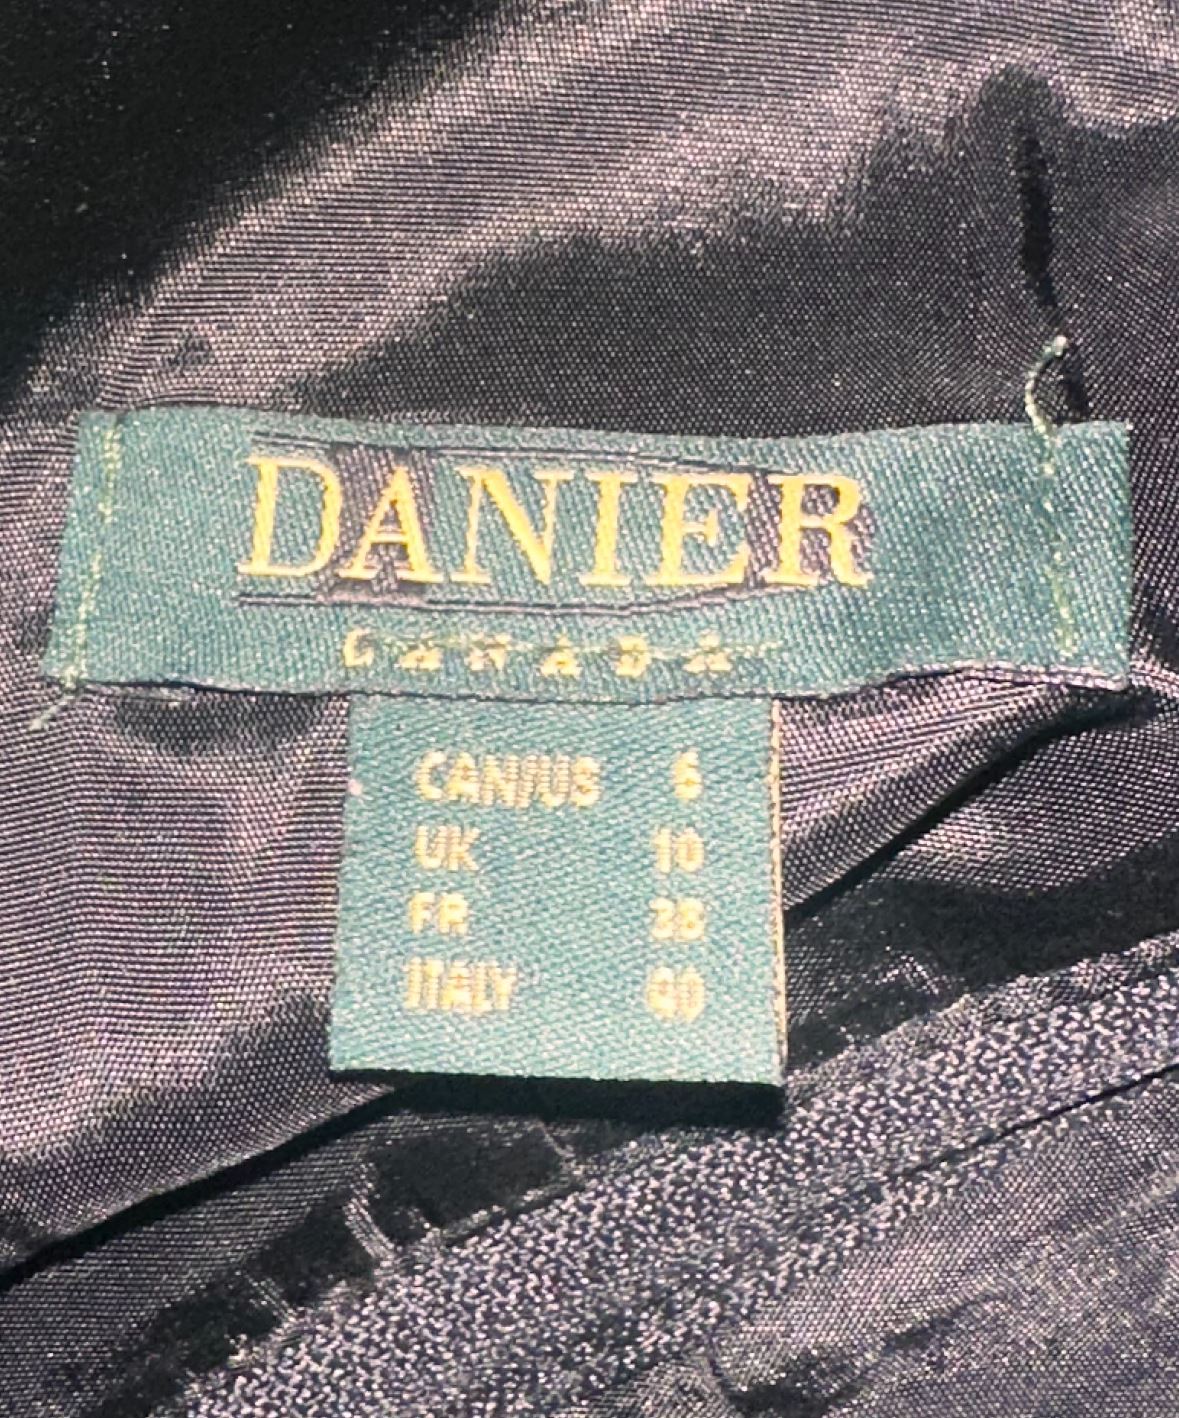 DANIER
CANADA
CAN/US 6
UK 10
FR 38
ITALY 40